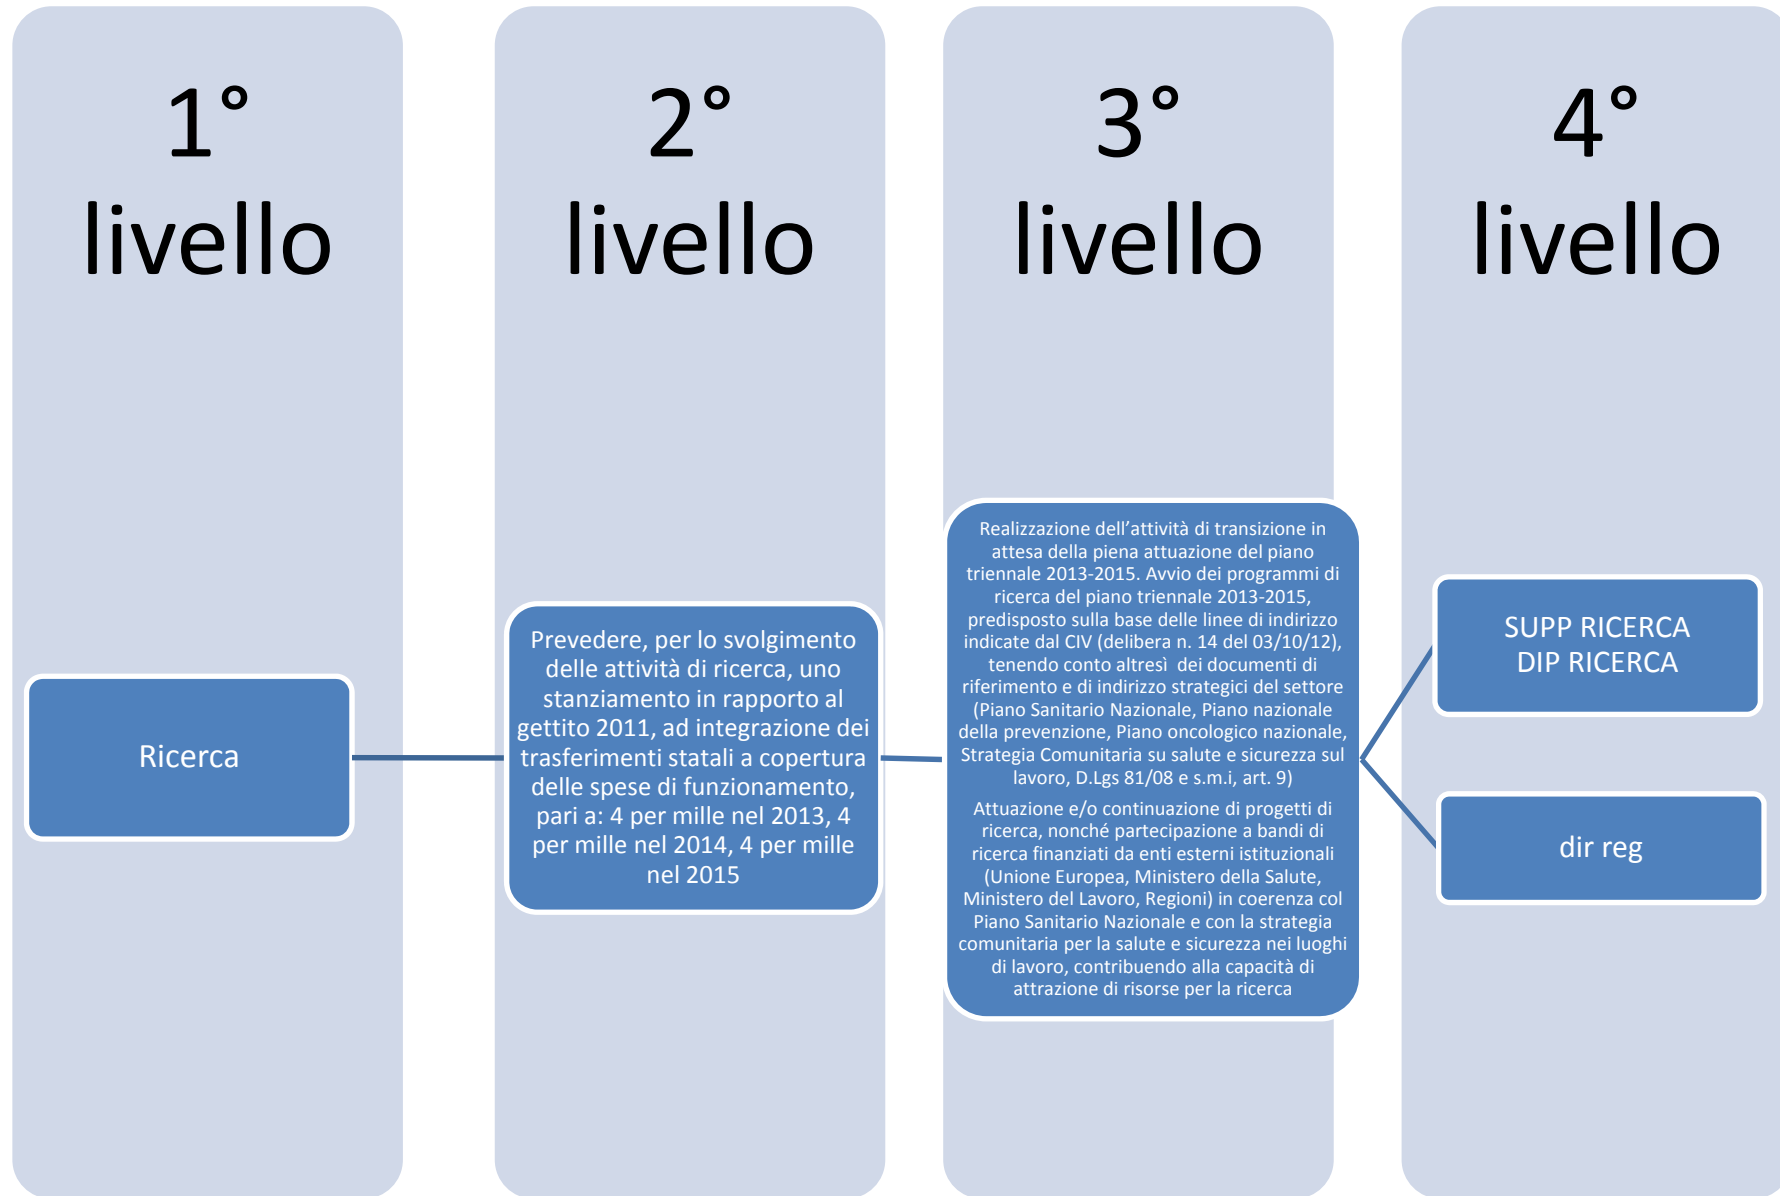 1°
livello
2°
livello
3°
livello
4°
livello
Ricerca
Prevedere, per lo svolgimento
delle attività di ricerca, uno
stanziamento in rapporto al
gettito 2011, ad integrazione dei
trasferimenti statali a copertura
delle spese di funzionamento,
pari a: 4 per mille nel 2013, 4
per mille nel 2014, 4 per mille
nel 2015
Realizzazione dell’attività di transizione in
attesa della piena attuazione del piano
triennale 2013-2015. Avvio dei programmi di
ricerca del piano triennale 2013-2015,
predisposto sulla base delle linee di indirizzo
indicate dal CIV (delibera n. 14 del 03/10/12),
tenendo conto altresì dei documenti di
riferimento e di indirizzo strategici del settore
(Piano Sanitario Nazionale, Piano nazionale
della prevenzione, Piano oncologico nazionale,
Strategia Comunitaria su salute e sicurezza sul
lavoro, D.Lgs 81/08 e s.m.i, art. 9)
Attuazione e/o continuazione di progetti di
ricerca, nonché partecipazione a bandi di
ricerca finanziati da enti esterni istituzionali
(Unione Europea, Ministero della Salute,
Ministero del Lavoro, Regioni) in coerenza col
Piano Sanitario Nazionale e con la strategia
comunitaria per la salute e sicurezza nei luoghi
di lavoro, contribuendo alla capacità di
attrazione di risorse per la ricerca
SUPP RICERCA
DIP RICERCA
dir reg